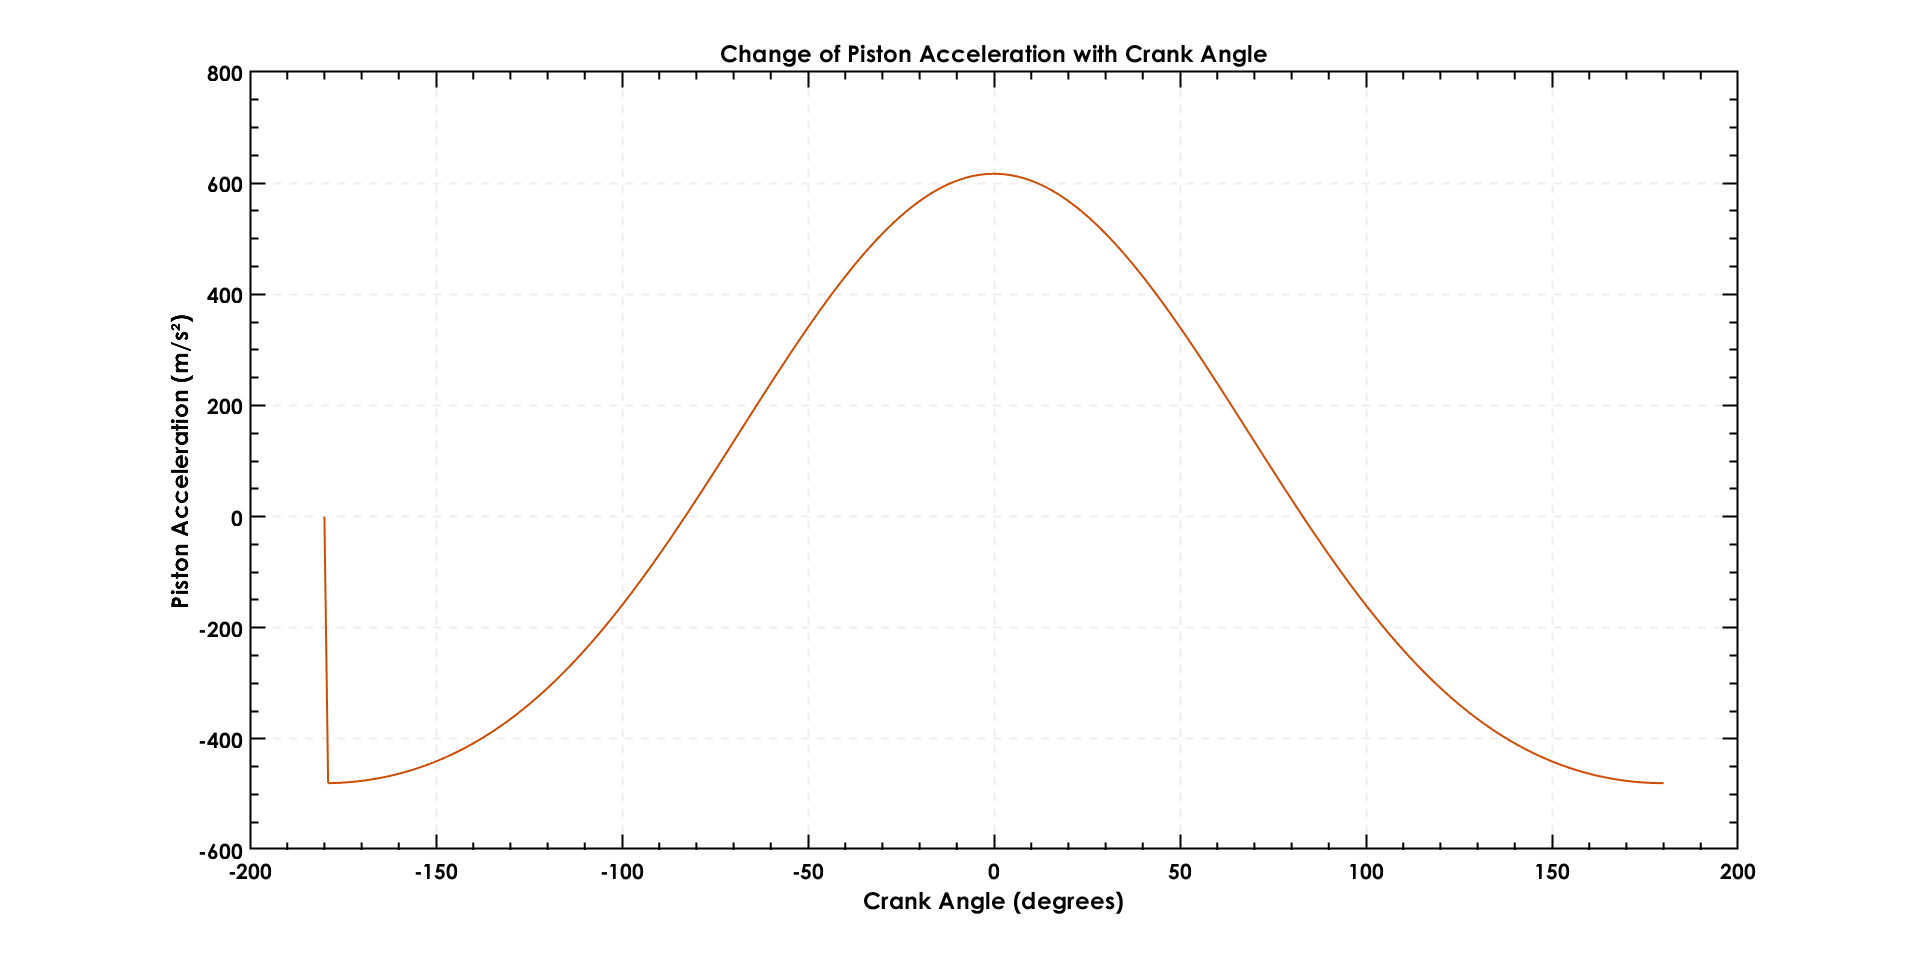 Change of Piston Acceleration with Crank Angle
800
600
400
200
0
-200
-400
-600
Piston Acceleration (m/s²)
-200 -150 -100 -50 0 50 100 150 200
Crank Angle (degrees)